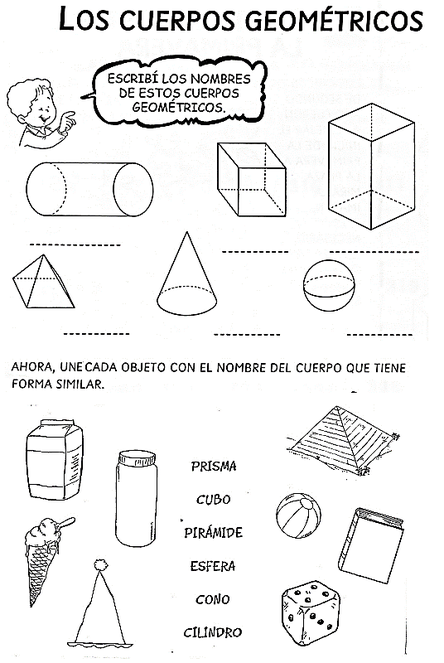 LOS CUERPOS GEOMÉTRICOS
ESCRIBÍ LOS NOMBRES
DE ESTOS CUERPOS
GEOMÉTRICOS.
AHORA, UNE CADA OBJETO CON EL NOMBRE DEL CUERPO QUE TIENE
FORMA SIMILAR.
PRISMA
CUBO
PIRÁMIDE
ESFERA
CONO
CILINDRO